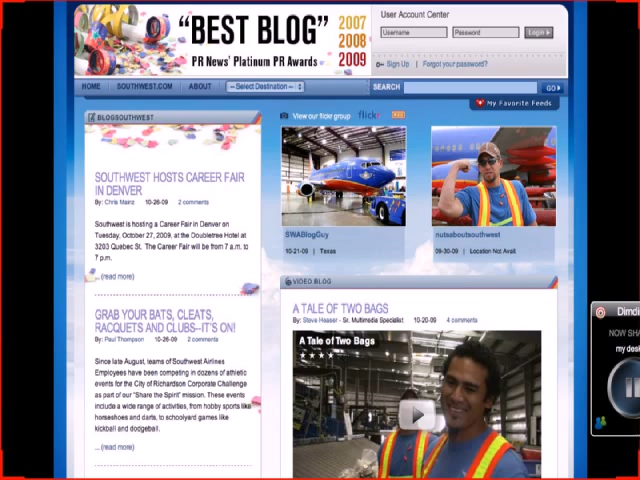 "BEST BLOG"
PR News' Platinum PR Awards
2007
2008
2009
User Account Center
Username
Password
Login
Sign Up | Forgot your password?
HOME
SOUTHWEST.COM
ABOUT
-- Select Destination --
SEARCH
GO
My Favorite Feeds
BLOGSOUTHWEST
SOUTHWEST HOSTS CAREER FAIR
IN DENVER
By: Chris Mainz 10-26-09 2 comments
Southwest is hosting a Career Fair in Denver on
Tuesday, October 27, 2009, at the Doubletree Hotel at
3203 Quebec St. The Career Fair will be from 7 a.m. to
7 p.m.
... (read more)
GRAB YOUR BATS, CLEATS,
RACQUETS AND CLUBS--IT'S ON!
By: Paul Thompson 10-26-09 2 comments
Since late August, teams of Southwest Airlines
Employees have been competing in dozens of athletic
events for the City of Richardson Corporate Challenge
as part of our "Share the Spirit" mission. These events
include a wide range of activities, from hobby sports like
horseshoes and darts, to schoolyard games like
kickball and dodgeball.
... (read more)
View our flickr group
flickr
SWABlogGuy
10-21-09 | Texas
nutsaboutsouthwest
09-30-09 | Location Not Avail.
VIDEO BLOG
A TALE OF TWO BAGS
By: Steve Heaser - Sr. Multimedia Specialist 10-20-09 4 comments
A Tale of Two Bags
Dimdi
NOW SHA
my desk